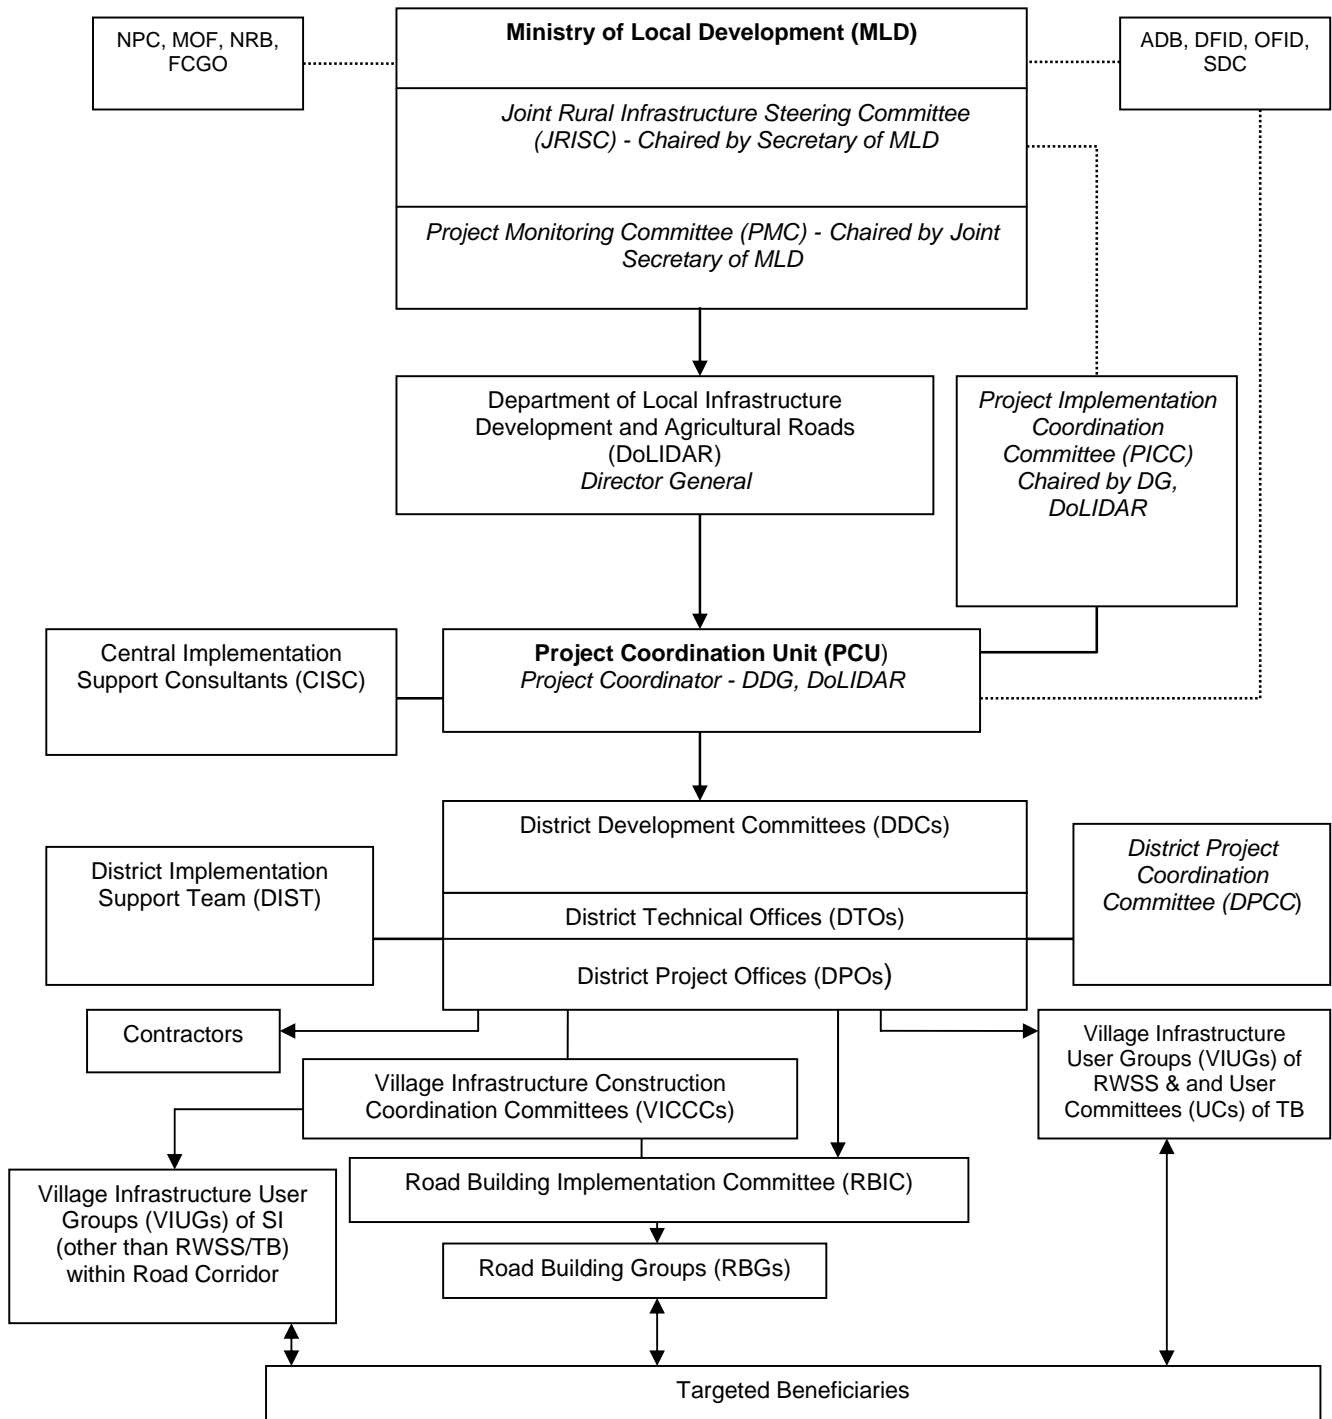 NPC, MOF, NRB,
FCGO
Ministry of Local Development (MLD)
ADB, DFID, OFID,
SDC
Joint Rural Infrastructure Steering Committee
(JRISC) - Chaired by Secretary of MLD
Project Monitoring Committee (PMC) - Chaired by Joint
Secretary of MLD
Department of Local Infrastructure
Development and Agricultural Roads
(DoLIDAR)
Director General
Project Implementation
Coordination
Committee (PICC)
Chaired by DG,
DoLIDAR
Central Implementation
Support Consultants (CISC)
Project Coordination Unit (PCU)
Project Coordinator - DDG, DoLIDAR
District Development Committees (DDCs)
District Implementation
Support Team (DIST)
District Technical Offices (DTOs)
District Project Offices (DPOs)
District Project
Coordination
Committee (DPCC)
Contractors
Village Infrastructure Construction
Coordination Committees (VICCCs)
Village Infrastructure
User Groups (VIUGs) of
RWSS & and User
Committees (UCs) of TB
Village Infrastructure User
Groups (VIUGs) of SI
(other than RWSS/TB)
within Road Corridor
Road Building Implementation Committee (RBIC)
Road Building Groups (RBGs)
Targeted Beneficiaries